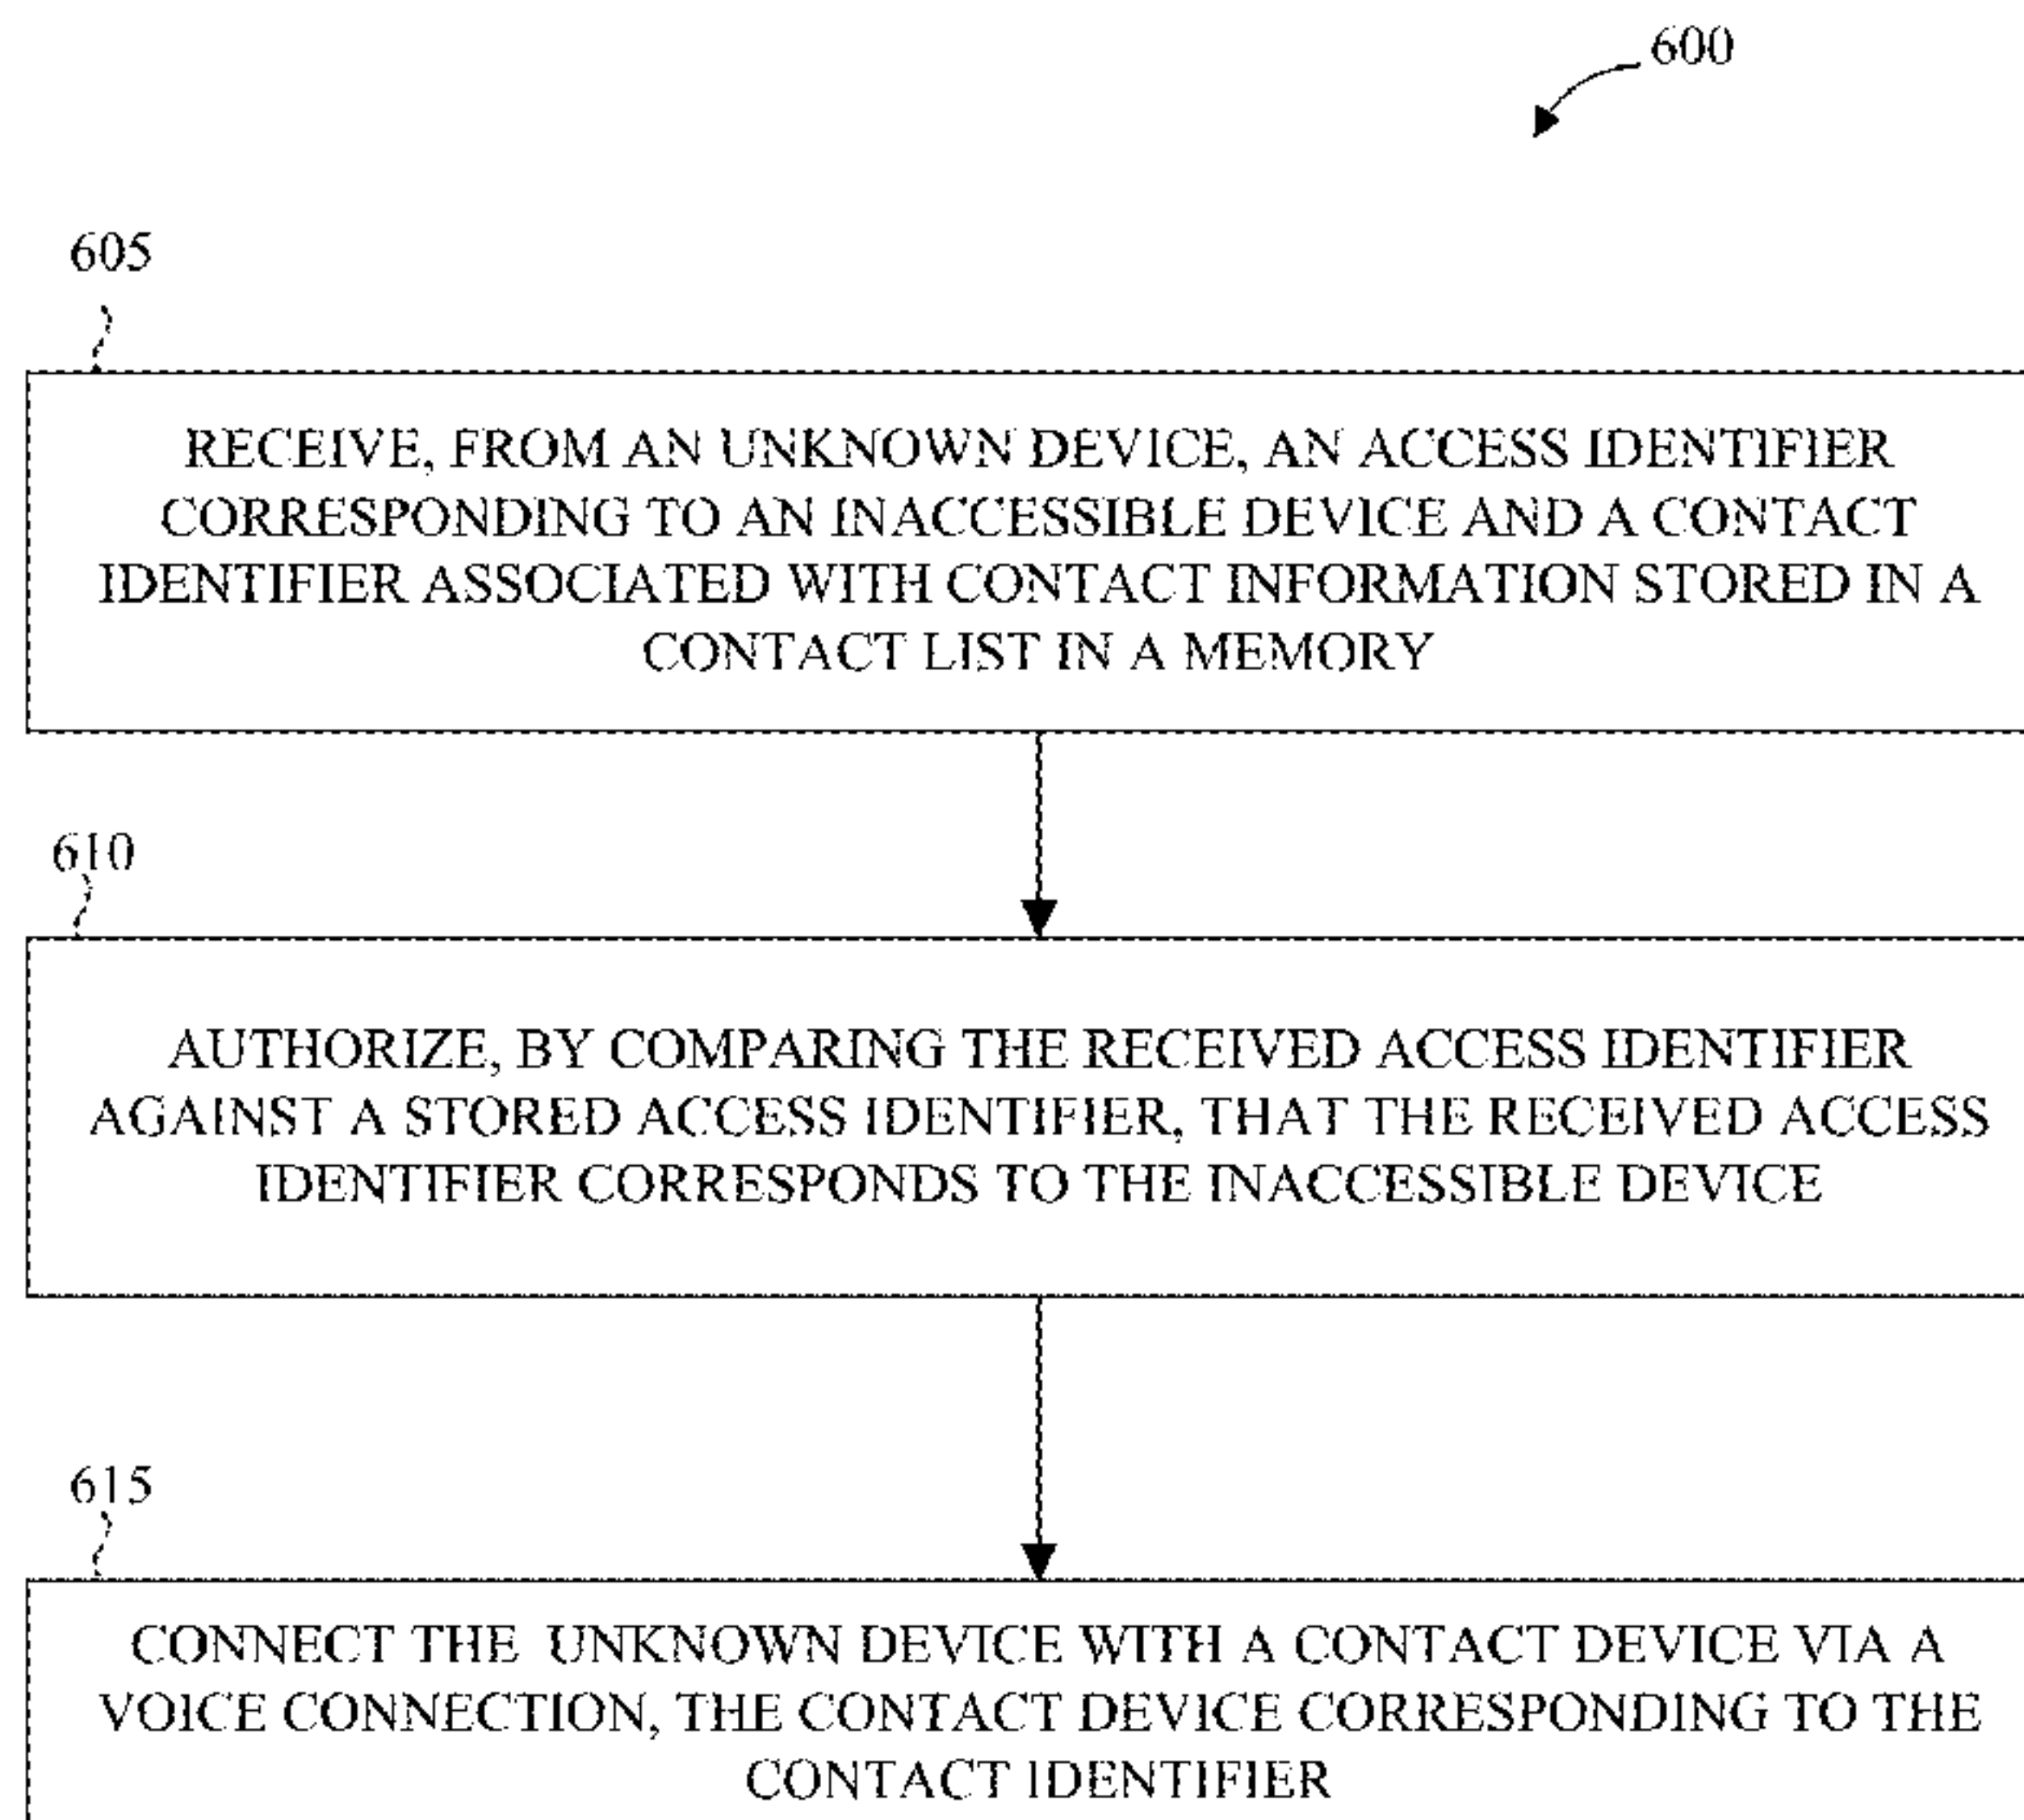 600
605
RECEIVE, FROM AN UNKNOWN DEVICE, AN ACCESS IDENTIFIER
CORRESPONDING TO AN INACCESSIBLE DEVICE AND A CONTACT
IDENTIFIER ASSOCIATED WITH CONTACT INFORMATION STORED IN A
CONTACT LIST IN A MEMORY
610
AUTHORIZE, BY COMPARING THE RECEIVED ACCESS IDENTIFIER
AGAINST A STORED ACCESS IDENTIFIER, THAT THE RECEIVED ACCESS
IDENTIFIER CORRESPONDS TO THE INACCESSIBLE DEVICE
615
CONNECT THE UNKNOWN DEVICE WITH A CONTACT DEVICE VIA A
VOICE CONNECTION, THE CONTACT DEVICE CORRESPONDING TO THE
CONTACT IDENTIFIER